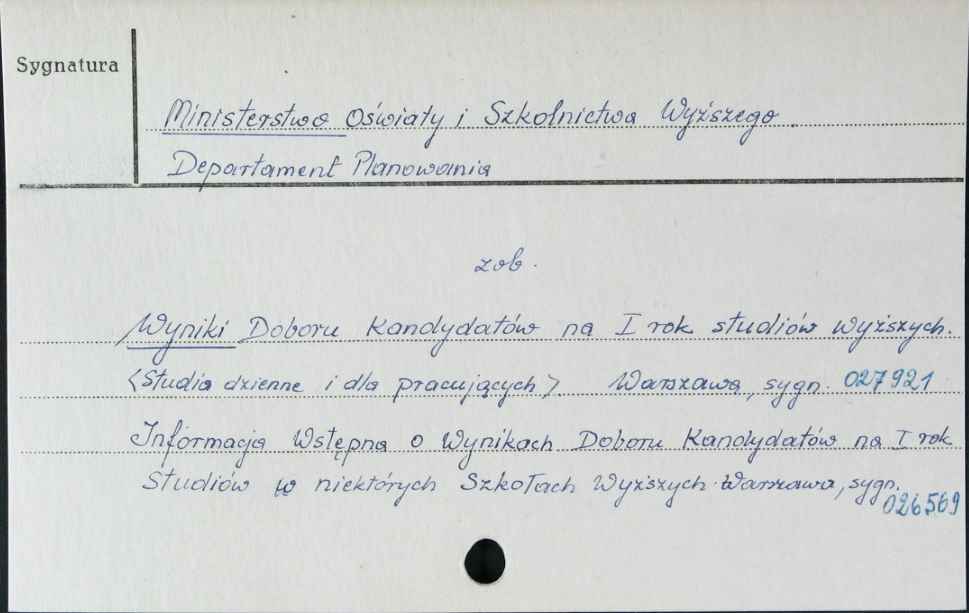 Sygnatura
Ministerstwo Oświaty i Szkolnictwa Wyższego
Departament Planowania
zob.
Wyniki Doboru Kandydatów na I rok studiów wyższych.
(Studia dzienne i dla pracujących) Warszawa, sygn. 027921
Informacja Wstępna o Wynikach Doboru Kandydatów na I rok
Studiów w niektórych Szkołach Wyższych. Warszawa, sygn.
026569